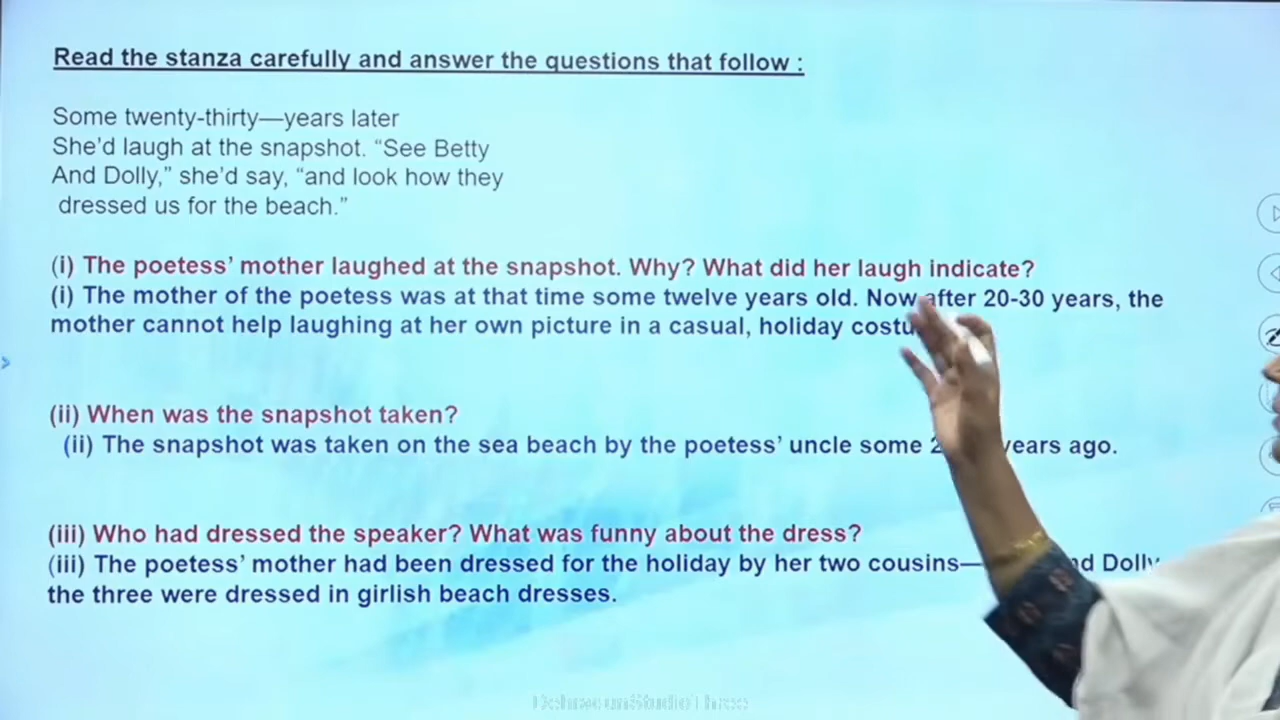 Read the stanza carefully and answer the questions that follow :
Some twenty-thirty—years later
She’d laugh at the snapshot. “See Betty
And Dolly,” she’d say, “and look how they
dressed us for the beach.”
(i) The poetess’ mother laughed at the snapshot. Why? What did her laugh indicate?
(i) The mother of the poetess was at that time some twelve years old. Now after 20-30 years, the
mother cannot help laughing at her own picture in a casual, holiday
(ii) When was the snapshot taken?
(ii) The snapshot was taken on the sea beach by the poetess’ uncle some years ago.
(iii) Who had dressed the speaker? What was funny about the dress?
(iii) The poetess’ mother had been dressed for the holiday by her two cousins— Dolly
the three were dressed in girlish beach dresses.